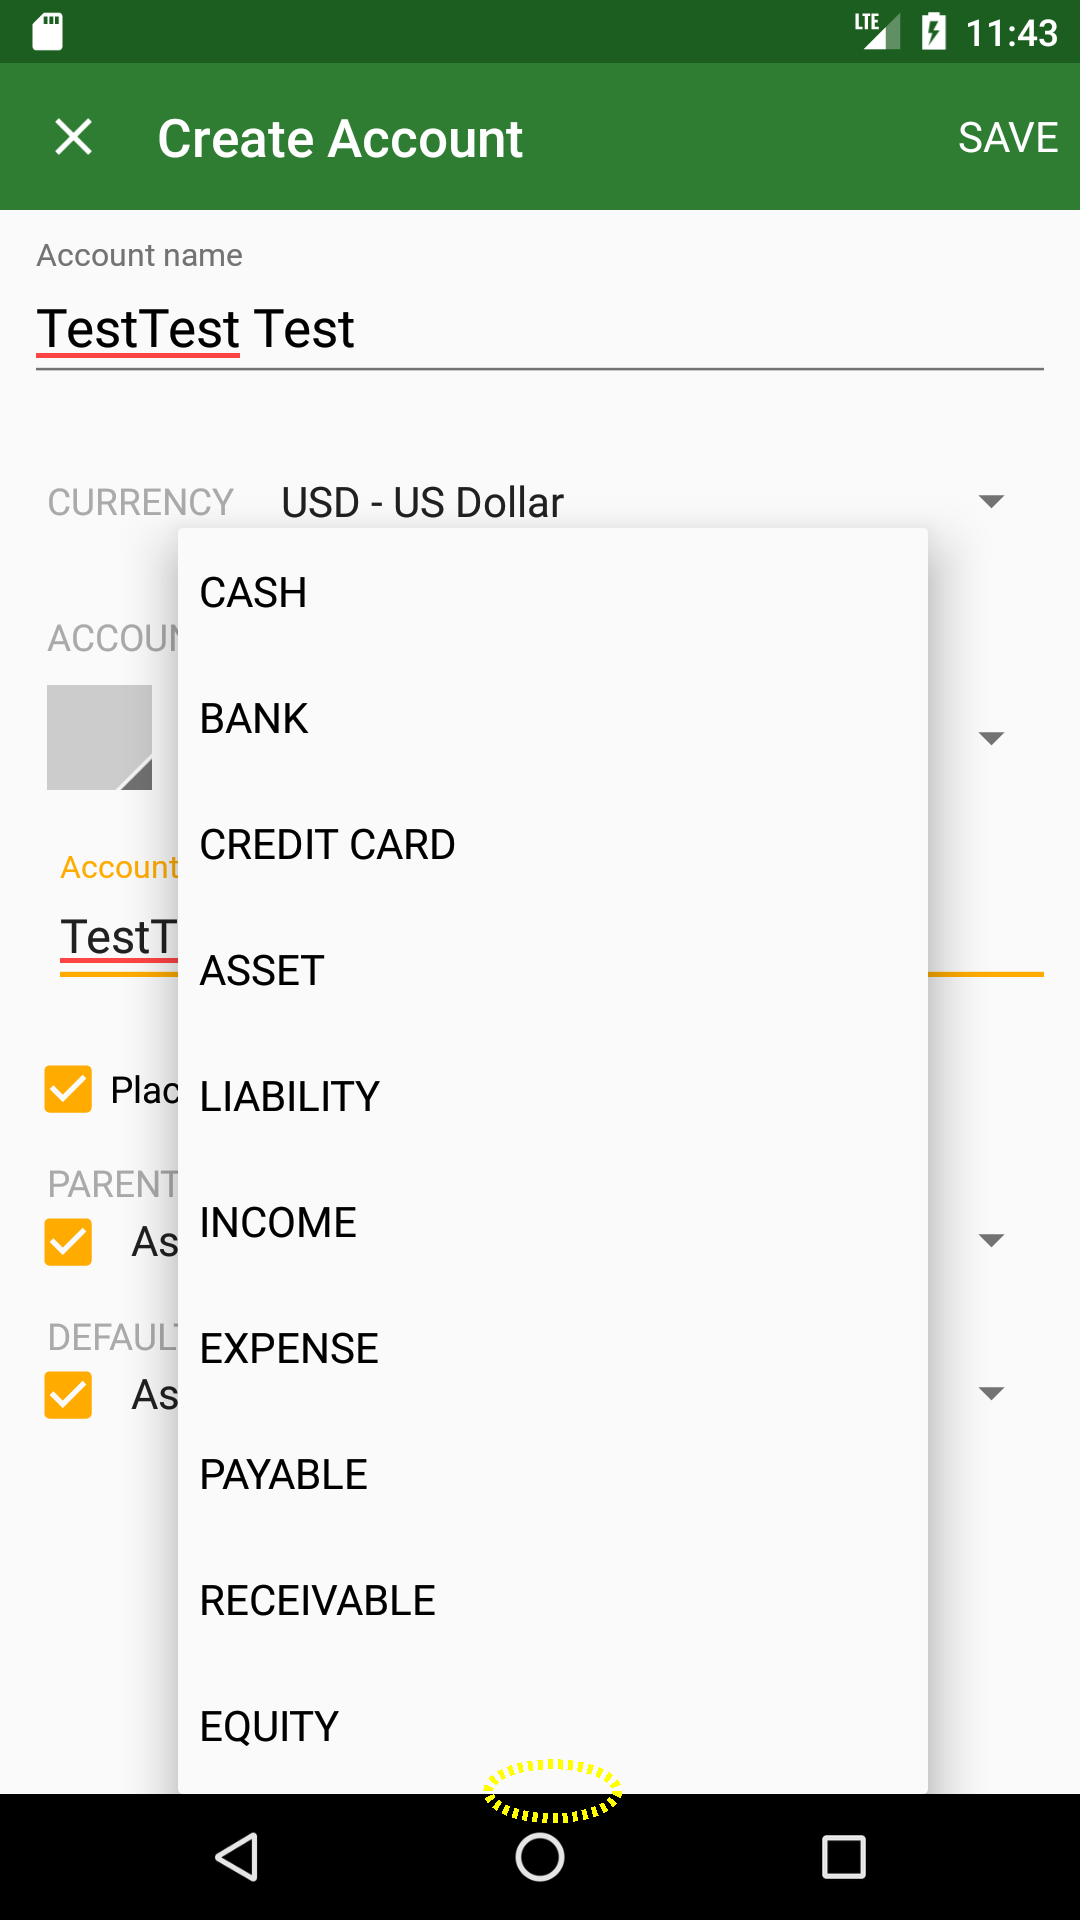 LTE 11:43
Create Account SAVE
Account name
TestTest Test
CURRENCY USD - US Dollar
CASH
ACCOUN
BANK
CREDIT CARD
Account
TestT
ASSET
Plac LIABILITY
PARENT
INCOME
As
DEFAUL
EXPENSE
As
PAYABLE
RECEIVABLE
EQUITY